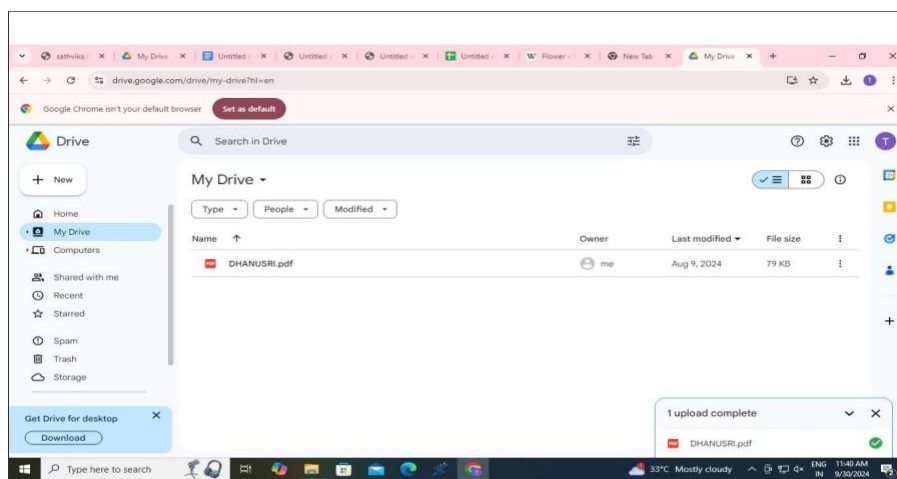 sathvika.
My Drive
Untitled
Untitled
Untitled
Untitled
Flower -
New Tab
My Drive
drive.google.com/drive/my-drive?hl=en
Google Chrome isn't your default browser Set as default
Drive Search in Drive T
New My Drive
Type People Modified
Home
My Drive
Computers
Shared with me
Recent
Starred
Spam
Trash
Storage
Name Owner Last modified File size
DHANUSRI.pdf me Aug 9, 2024 79 KB
Get Drive for desktop
Download
1 upload complete
DHANUSRI.pdf
Type here to search 33°C Mostly cloudy ENG 11:40 AM
IN 9/30/2024